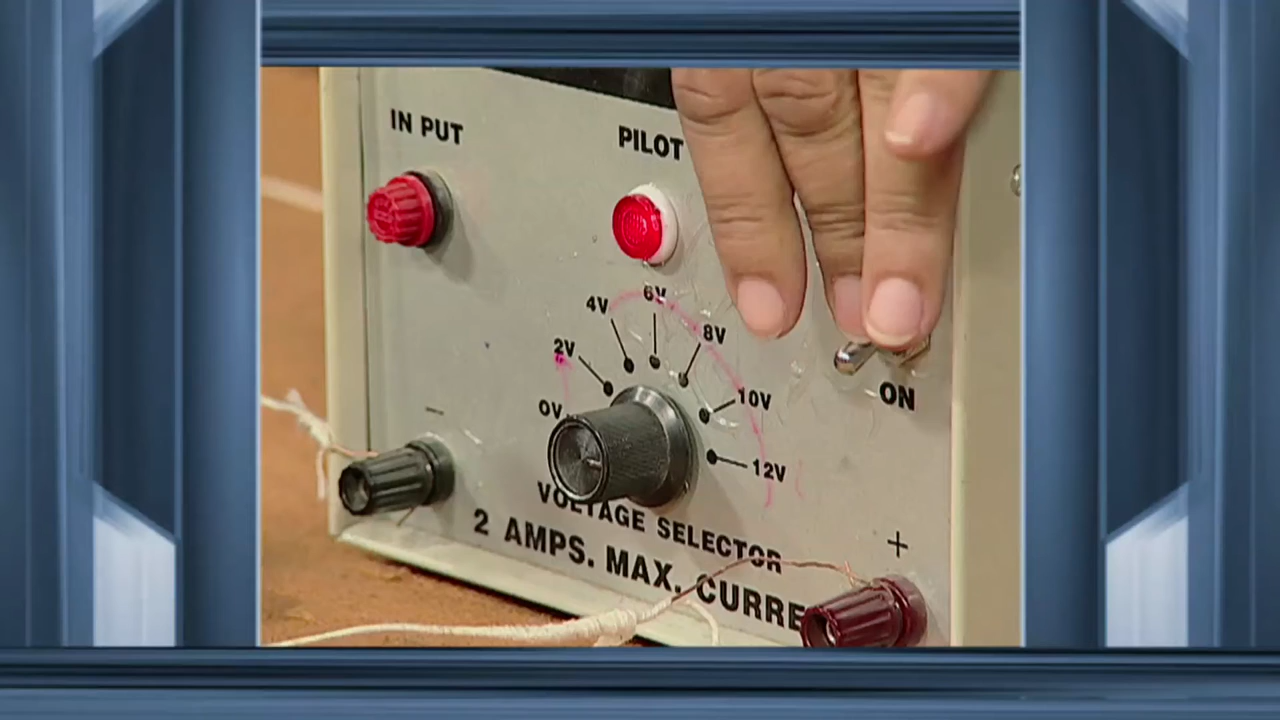 IN PUT
PILOT
6V
4V
8V
2V
10V
0V
12V
ON
−
VOLTAGE SELECTOR
+
2 AMPS. MAX. CURRE